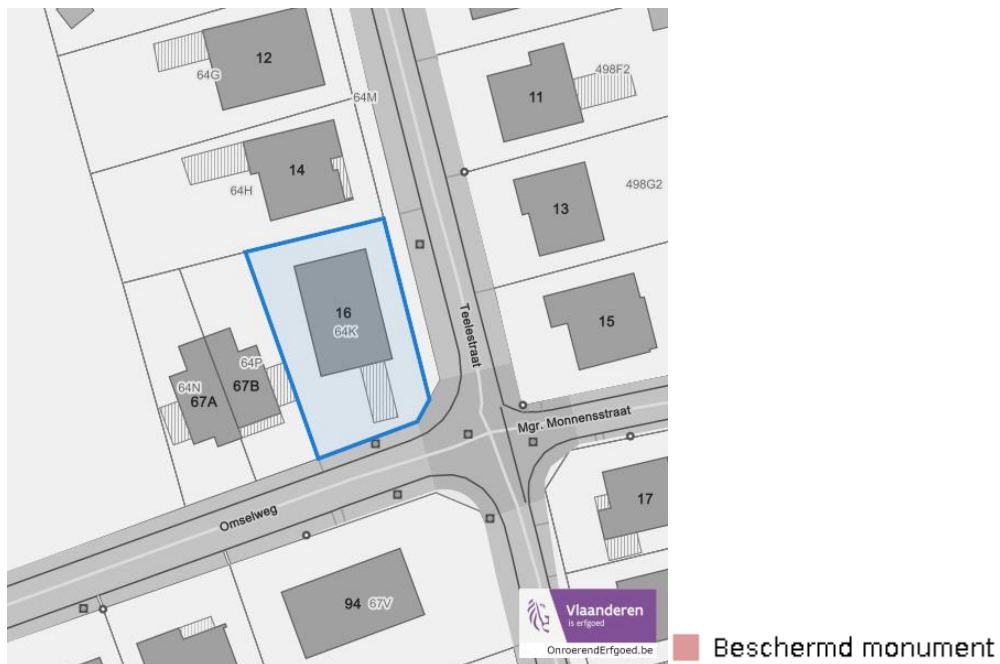 12
64G
64M
11
498F2
14
64H
498G2
13
16
64K
Teelestraat
15
64P
64N
67B
67A
Mgr. Monnensstraat
17
Omselweg
94 67V
Vlaanderen
is erfgoed
OnroerendErfgoed.be
Beschermd monument